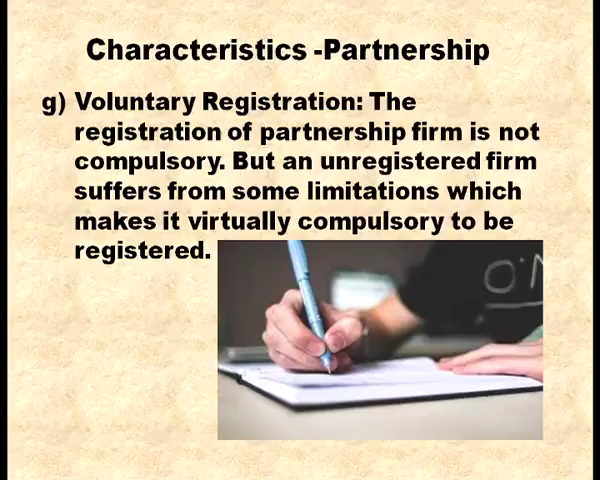 Characteristics -Partnership
g) Voluntary Registration: The
registration of partnership firm is not
compulsory. But an unregistered firm
suffers from some limitations which
makes it virtually compulsory to be
registered.